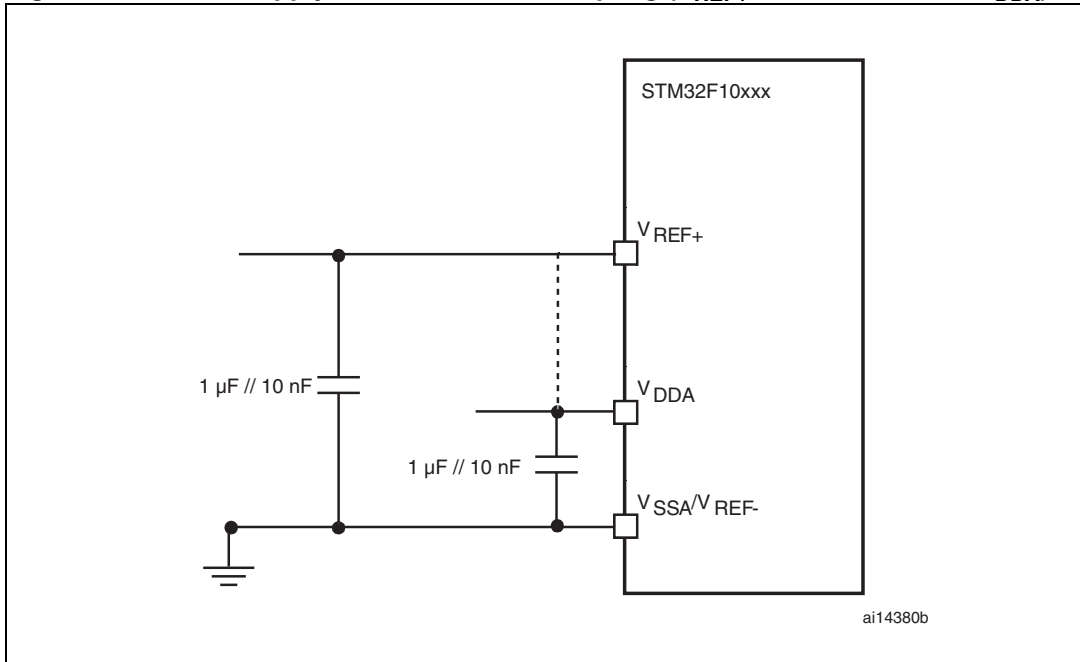 STM32F10xxx
VREF+
1 µF // 10 nF
VDDA
1 µF // 10 nF
VSSA/VREF-
ai14380b